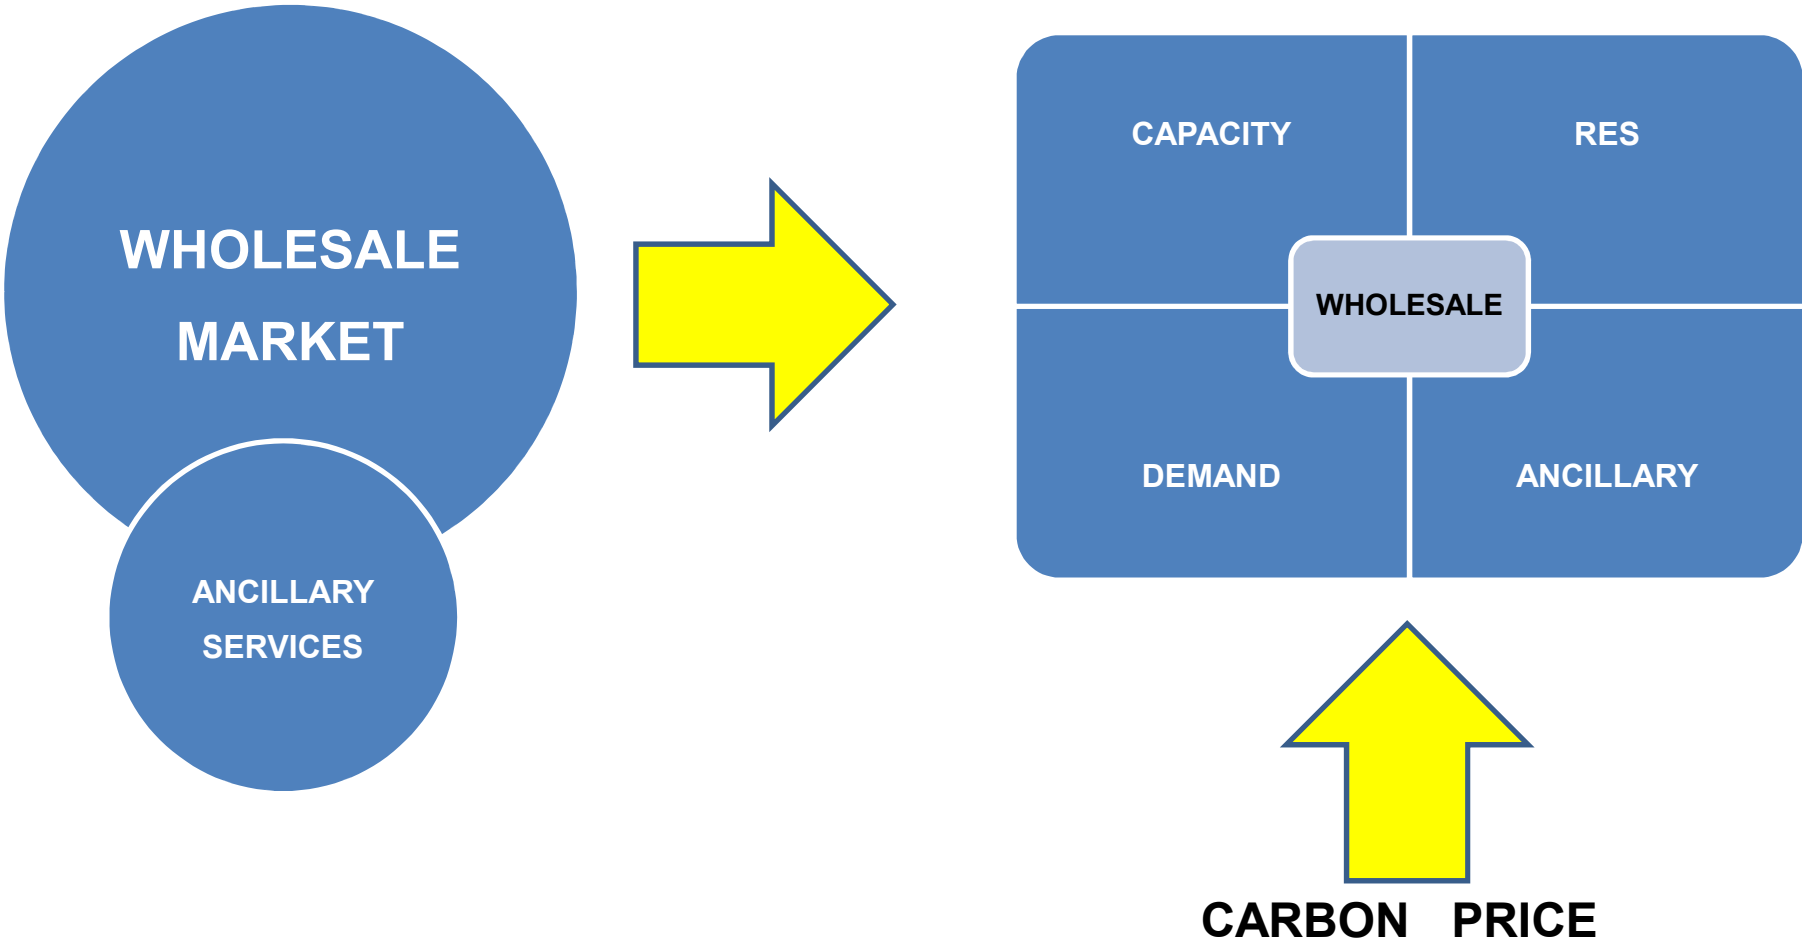 WHOLESALE
MARKET
ANCILLARY
SERVICES
CAPACITY
RES
WHOLESALE
DEMAND
ANCILLARY
CARBON PRICE